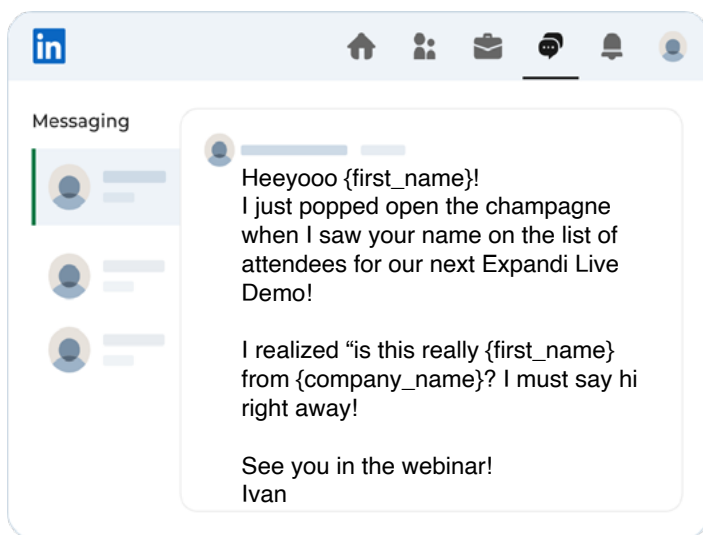 in
Messaging
Heeyooo {first_name}!
I just popped open the champagne
when I saw your name on the list of
attendees for our next Expandi Live
Demo!
I realized “is this really {first_name}
from {company_name}? I must say hi
right away!
See you in the webinar!
Ivan